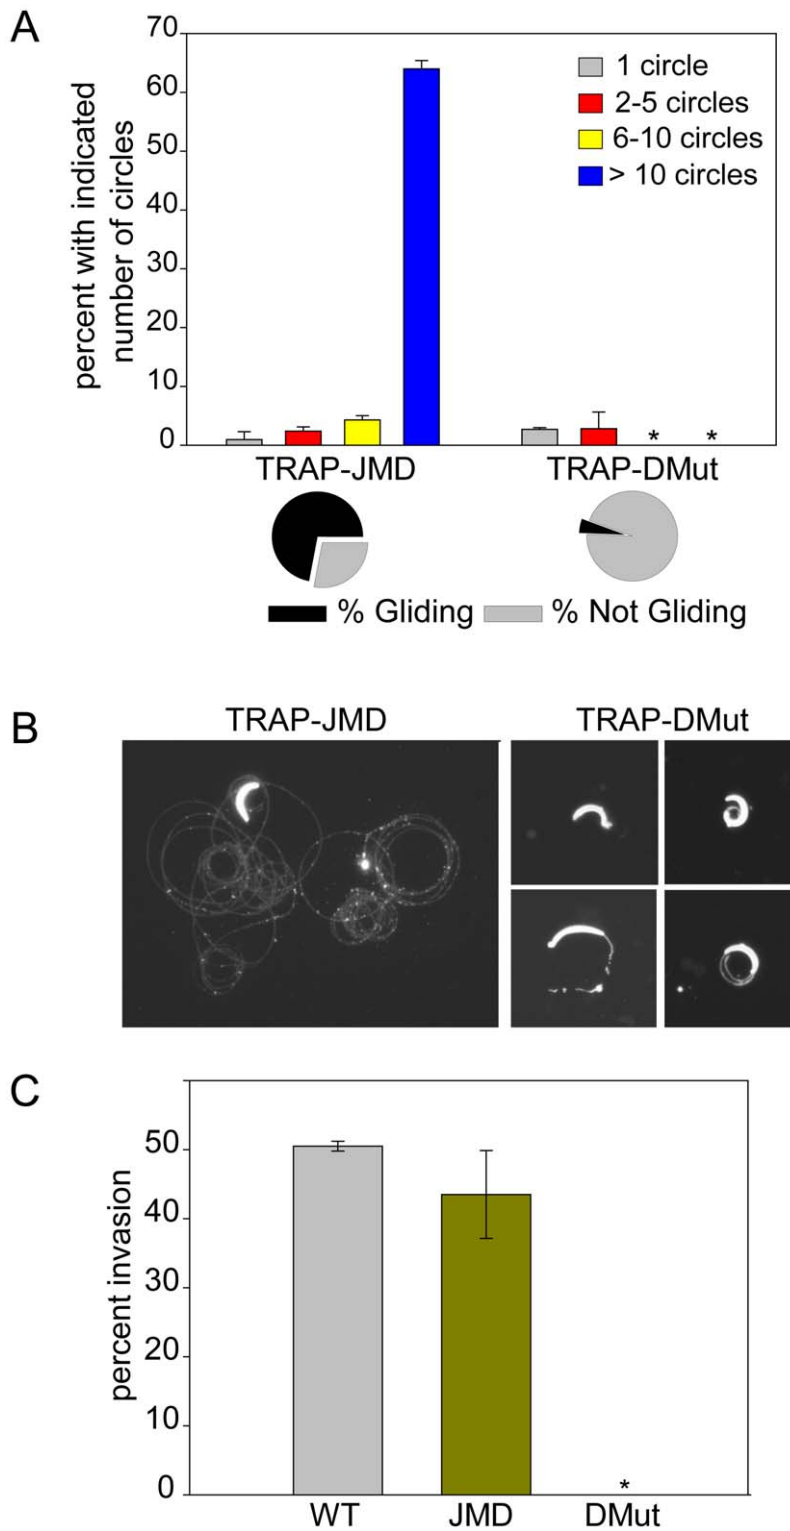 A
70
60
50
40
30
20
10
0
percent with indicated
number of circles
1 circle
2-5 circles
6-10 circles
> 10 circles
* *
TRAP-JMD TRAP-DMut
% Gliding % Not Gliding
B
TRAP-JMD TRAP-DMut
C
50
40
30
20
10
0
percent invasion
*
WT JMD DMut